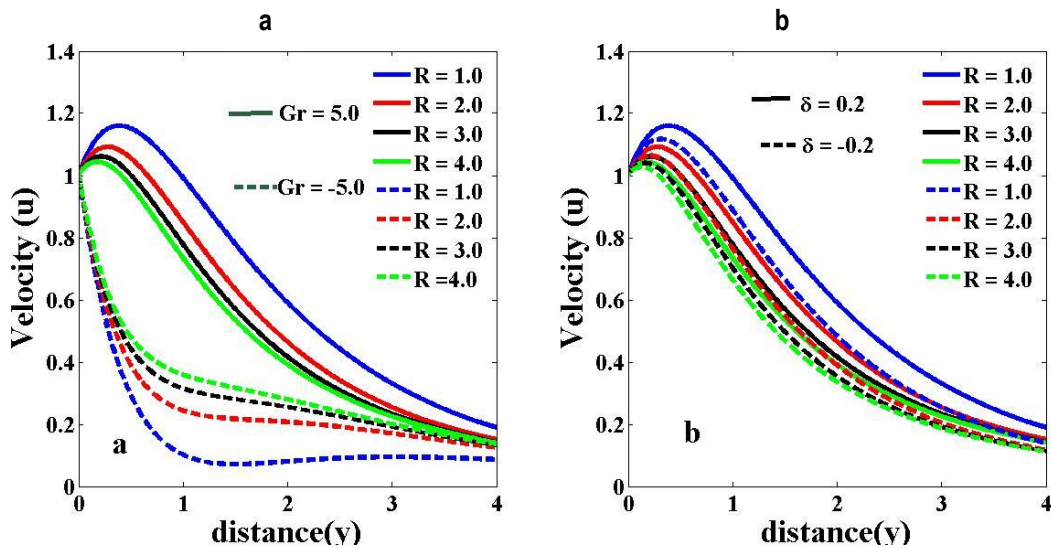 a
1.4
1.2
1
0.8
0.6
0.4
0.2
0
Velocity (u)
0
1
2
3
4
distance(y)
Gr = 5.0
Gr = -5.0
R = 1.0
R = 2.0
R = 3.0
R = 4.0
R = 1.0
R = 2.0
R = 3.0
R =4.0
a
b
1.4
1.2
1
0.8
0.6
0.4
0.2
0
Velocity (u)
0
1
2
3
4
distance(y)
δ = 0.2
δ = -0.2
R = 1.0
R = 2.0
R = 3.0
R = 4.0
R = 1.0
R = 2.0
R = 3.0
R = 4.0
b